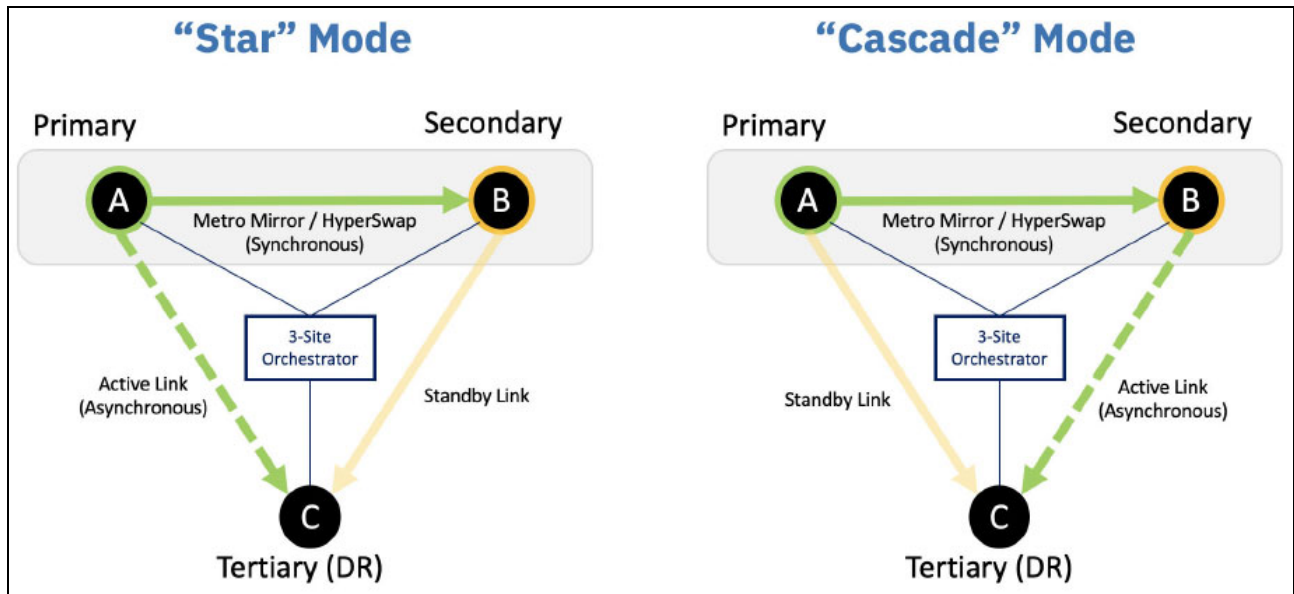 “Star” Mode
Primary
Secondary
A
B
Metro Mirror / HyperSwap
(Synchronous)
3-Site
Orchestrator
Active Link
(Asynchronous)
Standby Link
C
Tertiary (DR)
“Cascade” Mode
Primary
Secondary
A
B
Metro Mirror / HyperSwap
(Synchronous)
3-Site
Orchestrator
Standby Link
Active Link
(Asynchronous)
C
Tertiary (DR)